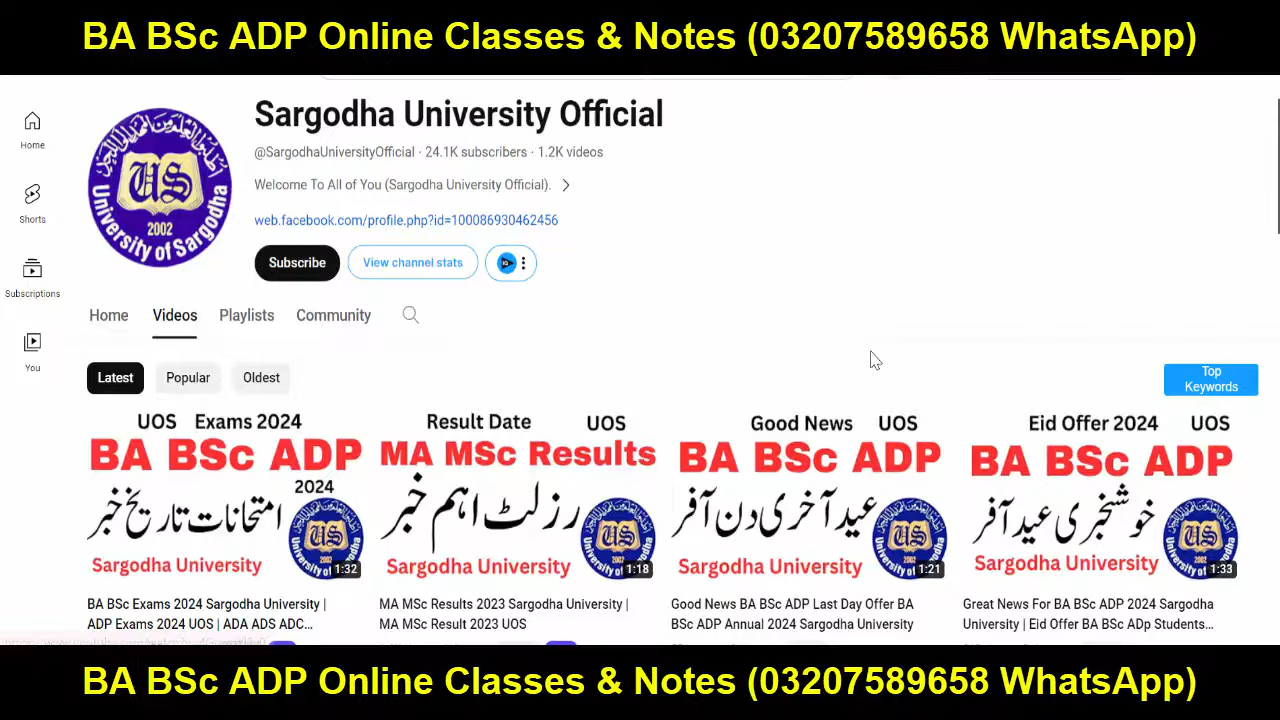 BA BSc ADP Online Classes & Notes (03207589658 WhatsApp)
Sargodha University Official
@SargodhaUniversityOfficial · 24.1K subscribers · 1.2K videos
Welcome To All of You (Sargodha University Official).
web.facebook.com/profile.php?id=100086930462456
Subscribe
View channel stats
US
2002
University of Sargodha
Home
Shorts
Subscriptions
You
Home Videos Playlists Community
Latest Popular Oldest
Top
Keywords
UOS Exams 2024
BA BSc ADP
2024
امتحانات تاریخ خبر
Sargodha University
1:32
BA BSc Exams 2024 Sargodha University |
ADP Exams 2024 UOS | ADA ADS ADC...
Result Date UOS
MA MSc Results
رزلٹ اہم خبر
Sargodha University
1:18
MA MSc Results 2023 Sargodha University |
MA MSc Result 2023 UOS
Good News UOS
BA BSc ADP
عید آخری دن آفر
Sargodha University
1:21
Good News BA BSc ADP Last Day Offer BA
BSc ADP Annual 2024 Sargodha University
Eid Offer 2024 UOS
BA BSc ADP
خوشخبری عید آفر
Sargodha University
1:33
Great News For BA BSc ADP 2024 Sargodha
University | Eid Offer BA BSc ADp Students...
BA BSc ADP Online Classes & Notes (03207589658 WhatsApp)